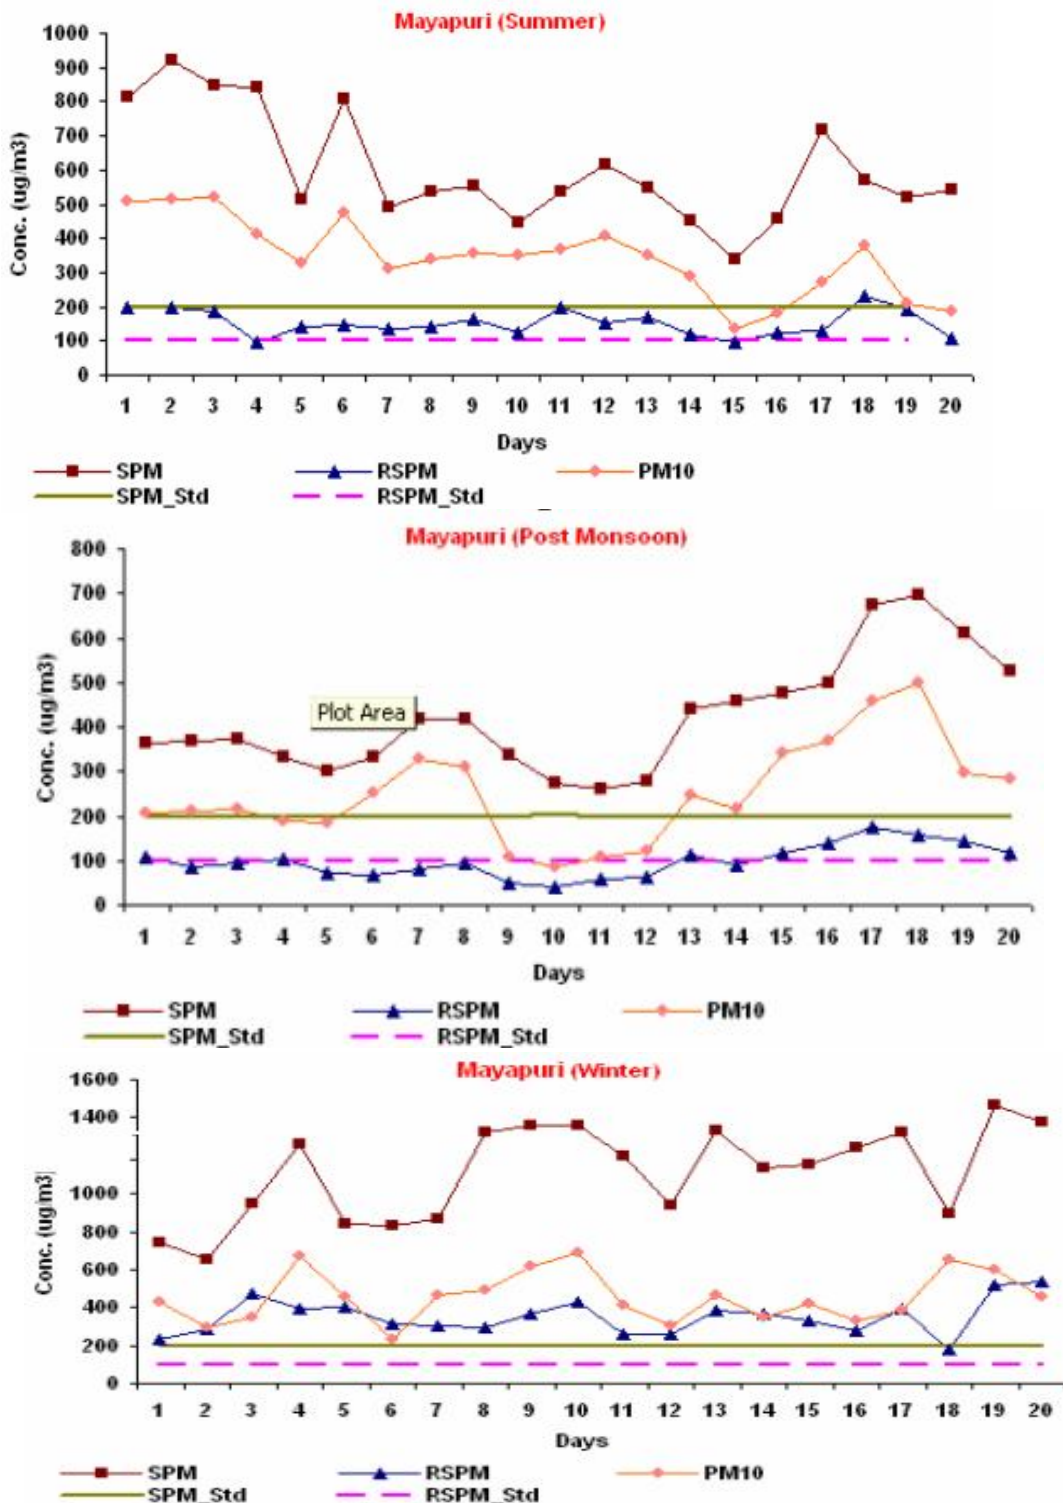 Mayapuri (Summer)
1000
900
800
700
600
500
400
300
200
100
0
Conc. (ug/m3)
1 2 3 4 5 6 7 8 9 10 11 12 13 14 15 16 17 18 19 20
Days
SPM RSPM PM10
SPM_Std RSPM_Std
Mayapuri (Post Monsoon)
800
700
600
500
400
300
200
100
0
Conc. (ug/m3)
Plot Area
1 2 3 4 5 6 7 8 9 10 11 12 13 14 15 16 17 18 19 20
Days
SPM RSPM PM10
SPM_Std RSPM_Std
Mayapuri (Winter)
1600
1400
1000
800
600
400
200
0
Conc. (ug/m3)
1 2 3 4 5 6 7 8 9 10 11 12 13 14 15 16 17 18 19 20
Days
SPM RSPM PM10
SPM_Std RSPM_Std